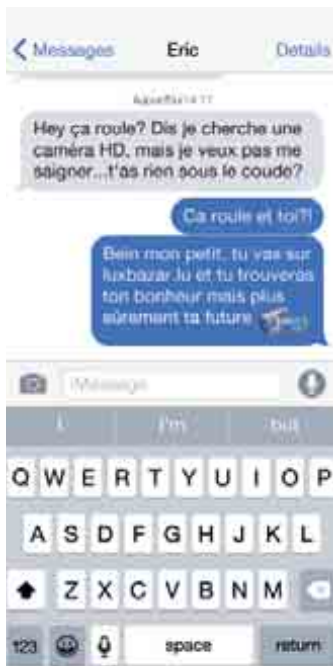 Messages Eric Details
Hey ça roule? Dis je cherche une
caméra HD, mais je veux pas me
saigner...t'as rien sous le coude?
Ca roule et toi?!
Bein mon petit, tu vas sur
luxbazar.lu et tu trouveras
ton bonheur mais plus
sûrement ta future
iMessage
I I'm but
Q W E R T Y U I O P
A S D F G H J K L
Z X C V B N M
123 space return